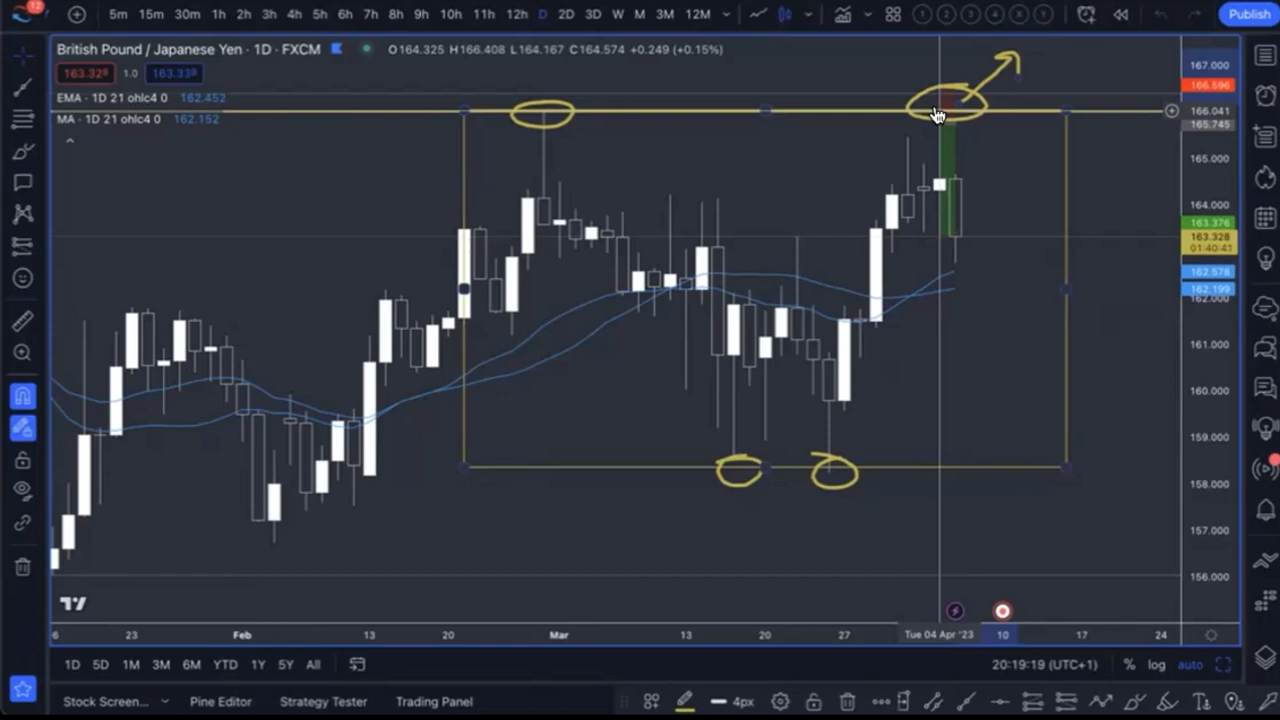 12
5m 15m 30m 1h 2h 3h 4h 5h 6h 7h 8h 9h 10h 11h 12h D 2D 3D W M 3M 12M
Publish
British Pound / Japanese Yen · 1D · FXCM O164.325 H166.408 L164.167 C164.574 +0.249 (+0.15%)
163.328 1.0 163.338
EMA · 1D 21 ohlc4 0 162.452
MA · 1D 21 ohlc4 0 162.152
167.000
166.596
166.041
165.745
165.000
164.000
163.376
163.328
01:40:41
162.578
162.199
162.000
161.000
160.000
159.000
158.000
157.000
156.000
6 23 Feb 13 20 Mar 13 20 27 Tue 04 Apr '23 10 17 24
1D 5D 1M 3M 6M YTD 1Y 5Y All 20:19:19 (UTC+1) % log auto
Stock Screen... Pine Editor Strategy Tester Trading Panel 4px